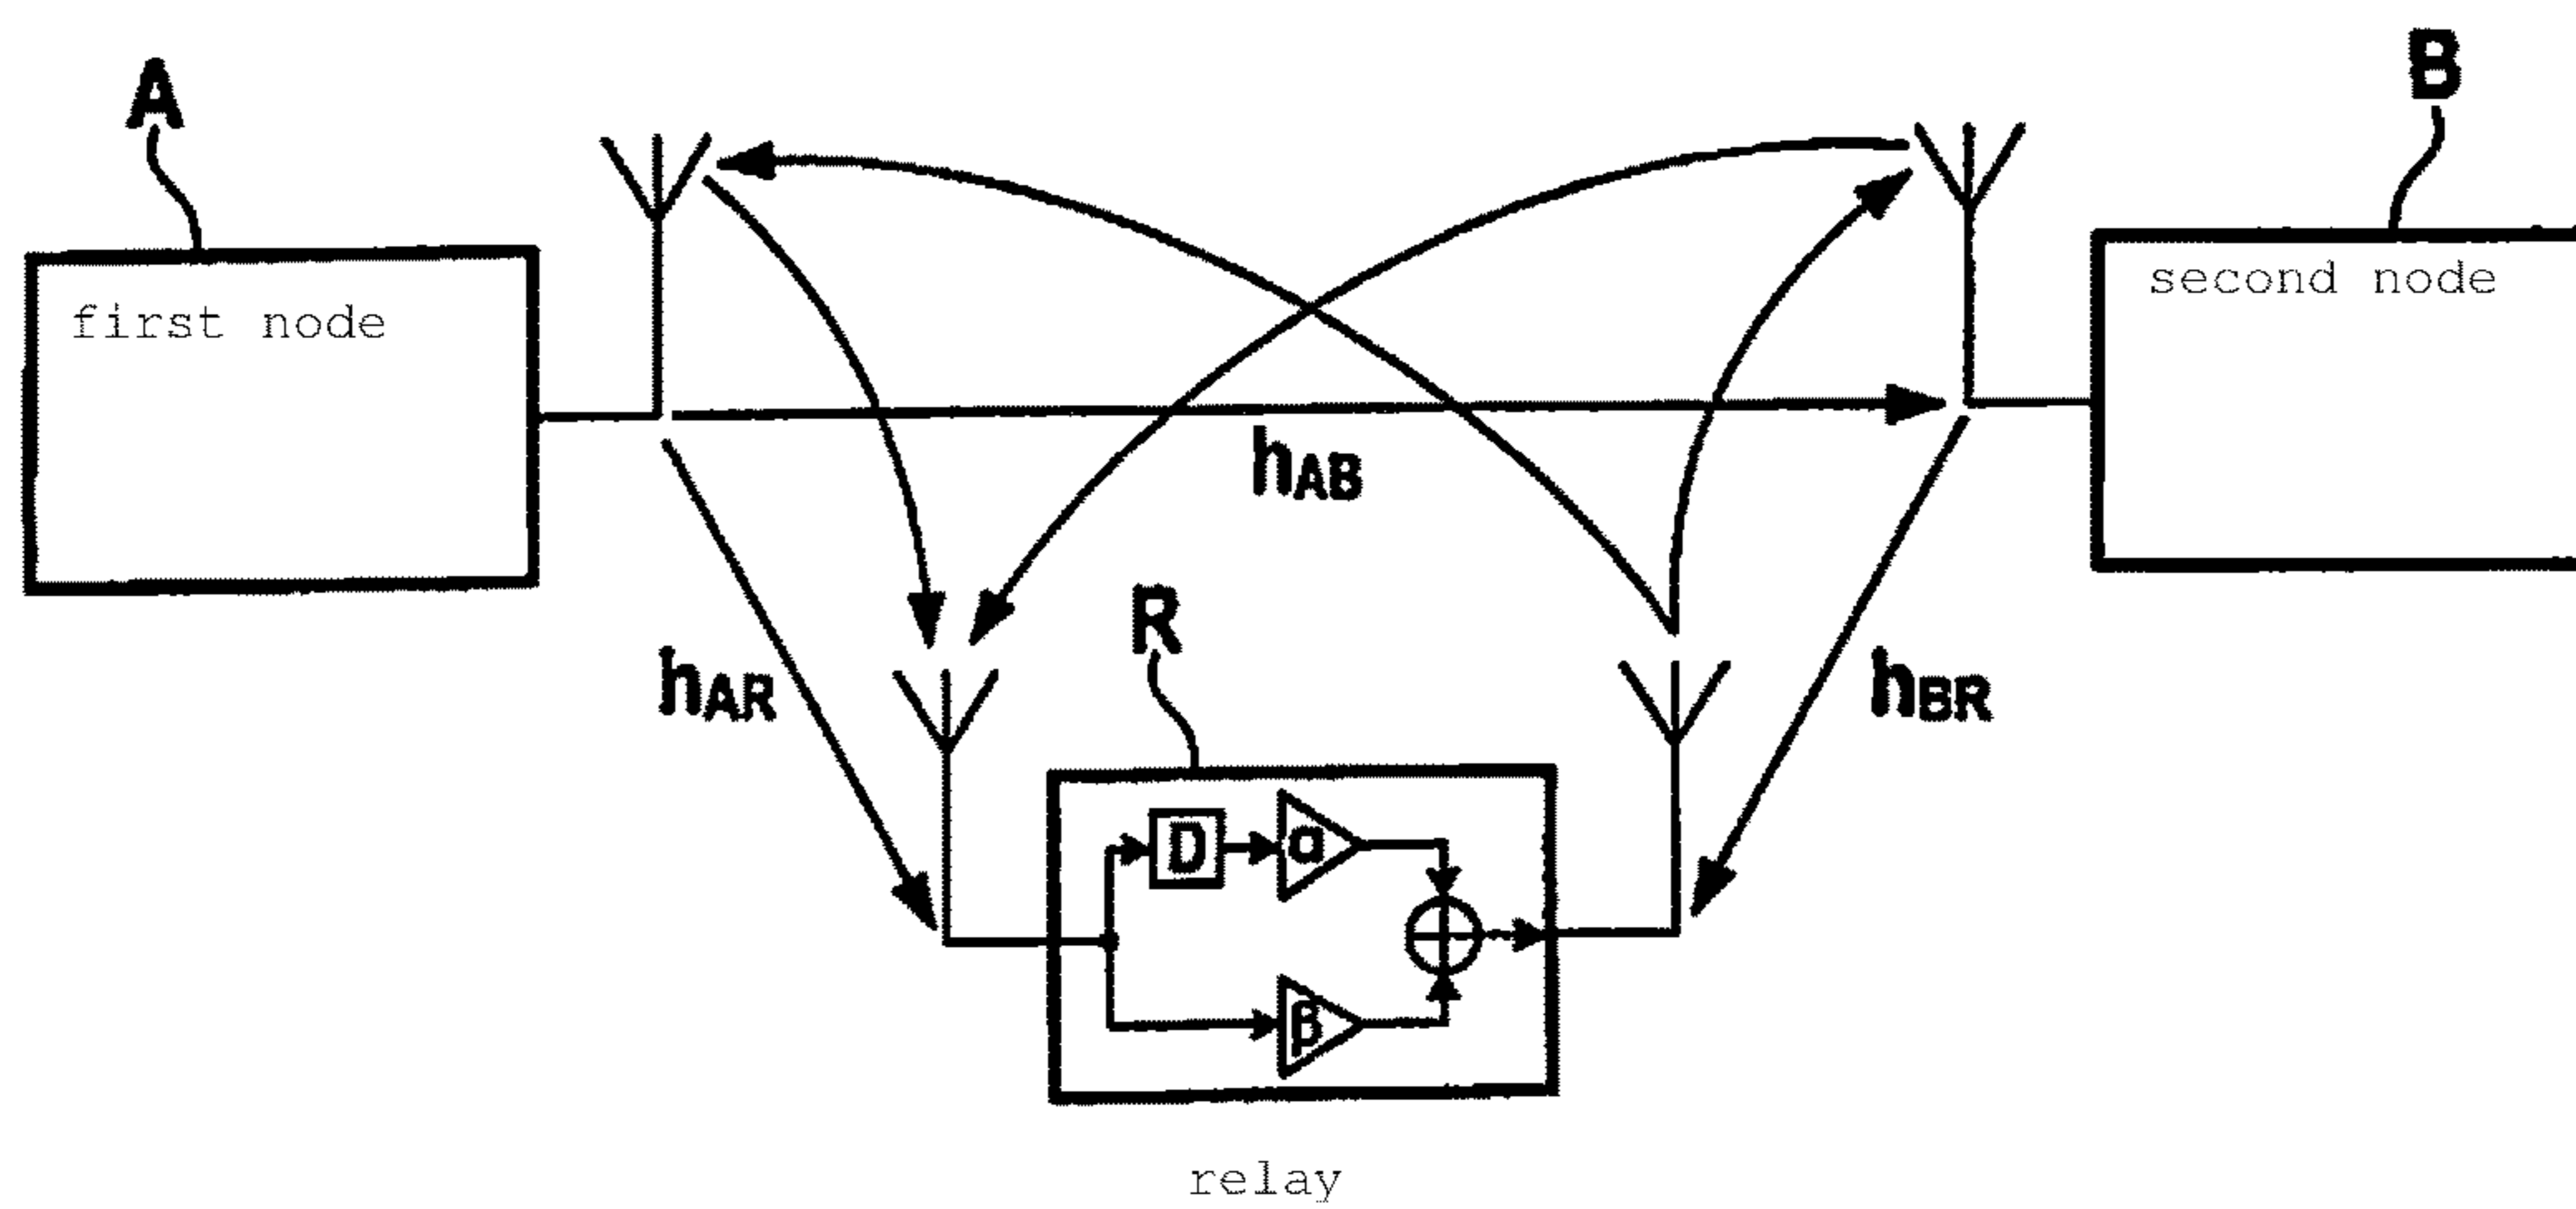 A
B
first node
second node
hAB
R
hAR
hBR
D
α
β
relay